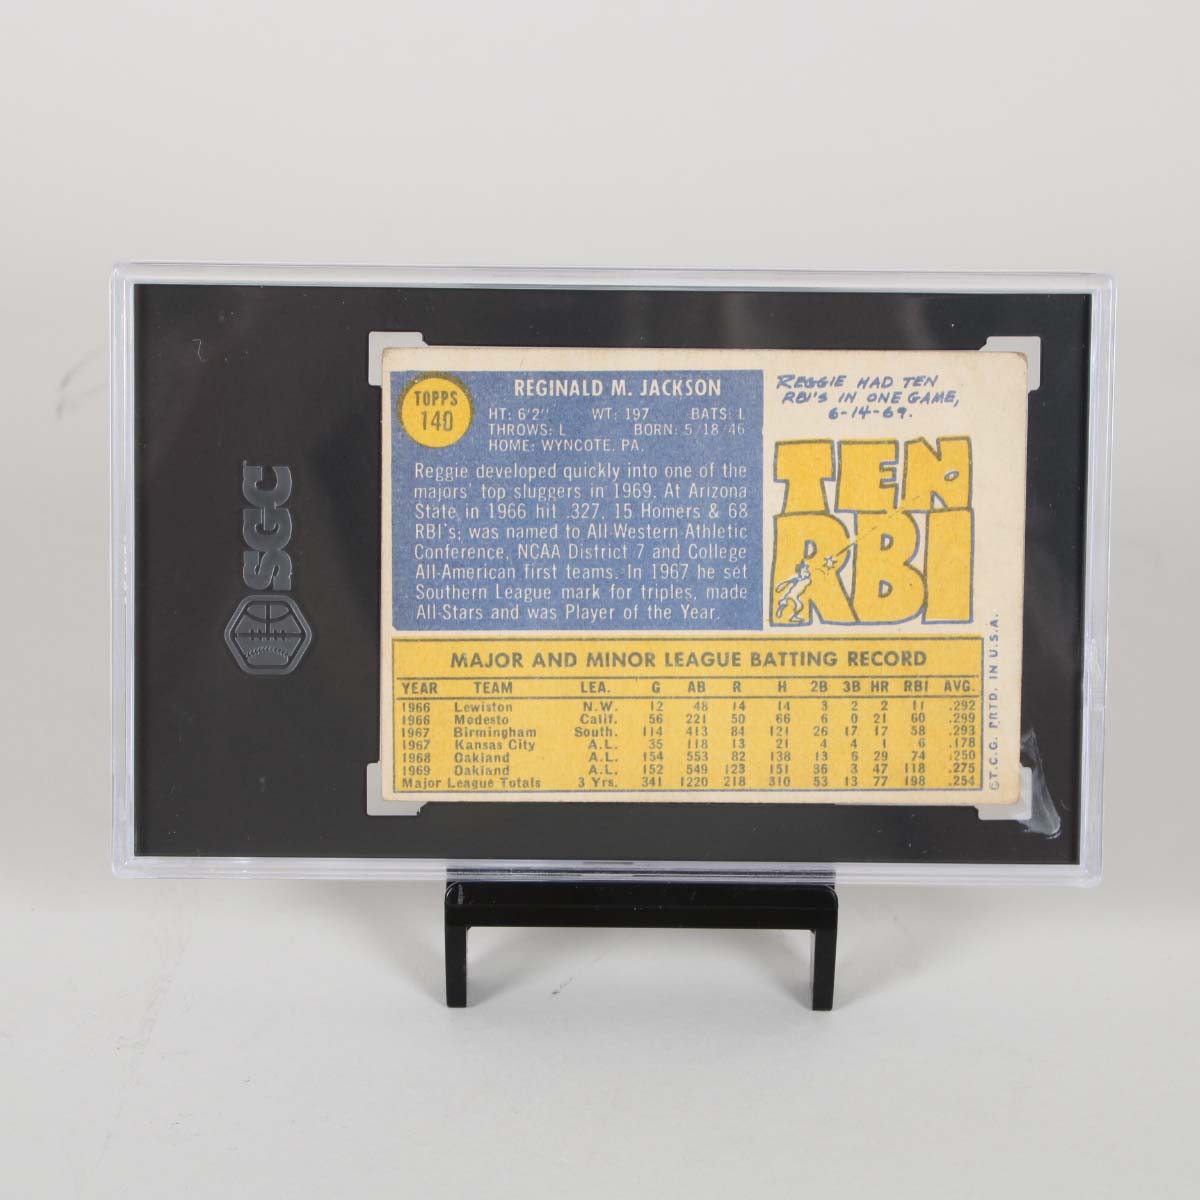 SGC
TOPPS
140
REGINALD M. JACKSON
HT: 6'2" WT: 197 BATS: L
THROWS: L BORN: 5/18/46
HOME: WYNCOTE, PA.
Reggie developed quickly into one of the
majors' top sluggers in 1969. At Arizona
State in 1966 hit .327, 15 Homers & 68
RBI's; was named to All-Western Athletic
Conference, NCAA District 7 and College
All-American first teams. In 1967 he set
Southern League mark for triples, made
All-Stars and was Player of the Year.
REGGIE HAD TEN
RBI'S IN ONE GAME,
6-14-69.
TEN
RBI
MAJOR AND MINOR LEAGUE BATTING RECORD
YEAR TEAM LEA. G AB R H 2B 3B HR RBI AVG.
1966 Lewiston N.W. 12 48 14 14 3 2 2 11 .292
1966 Modesto Calif. 56 221 50 66 6 0 21 60 .299
1967 Birmingham South. 114 413 84 121 26 17 17 58 .293
1967 Kansas City A.L. 35 118 13 21 4 4 1 6 .178
1968 Oakland A.L. 154 553 82 138 13 6 29 74 .250
1969 Oakland A.L. 152 549 123 151 36 3 47 118 .275
Major League Totals 3 Yrs. 341 1220 218 310 53 13 77 198 .254
©T.C.G. PRTD. IN U.S.A.